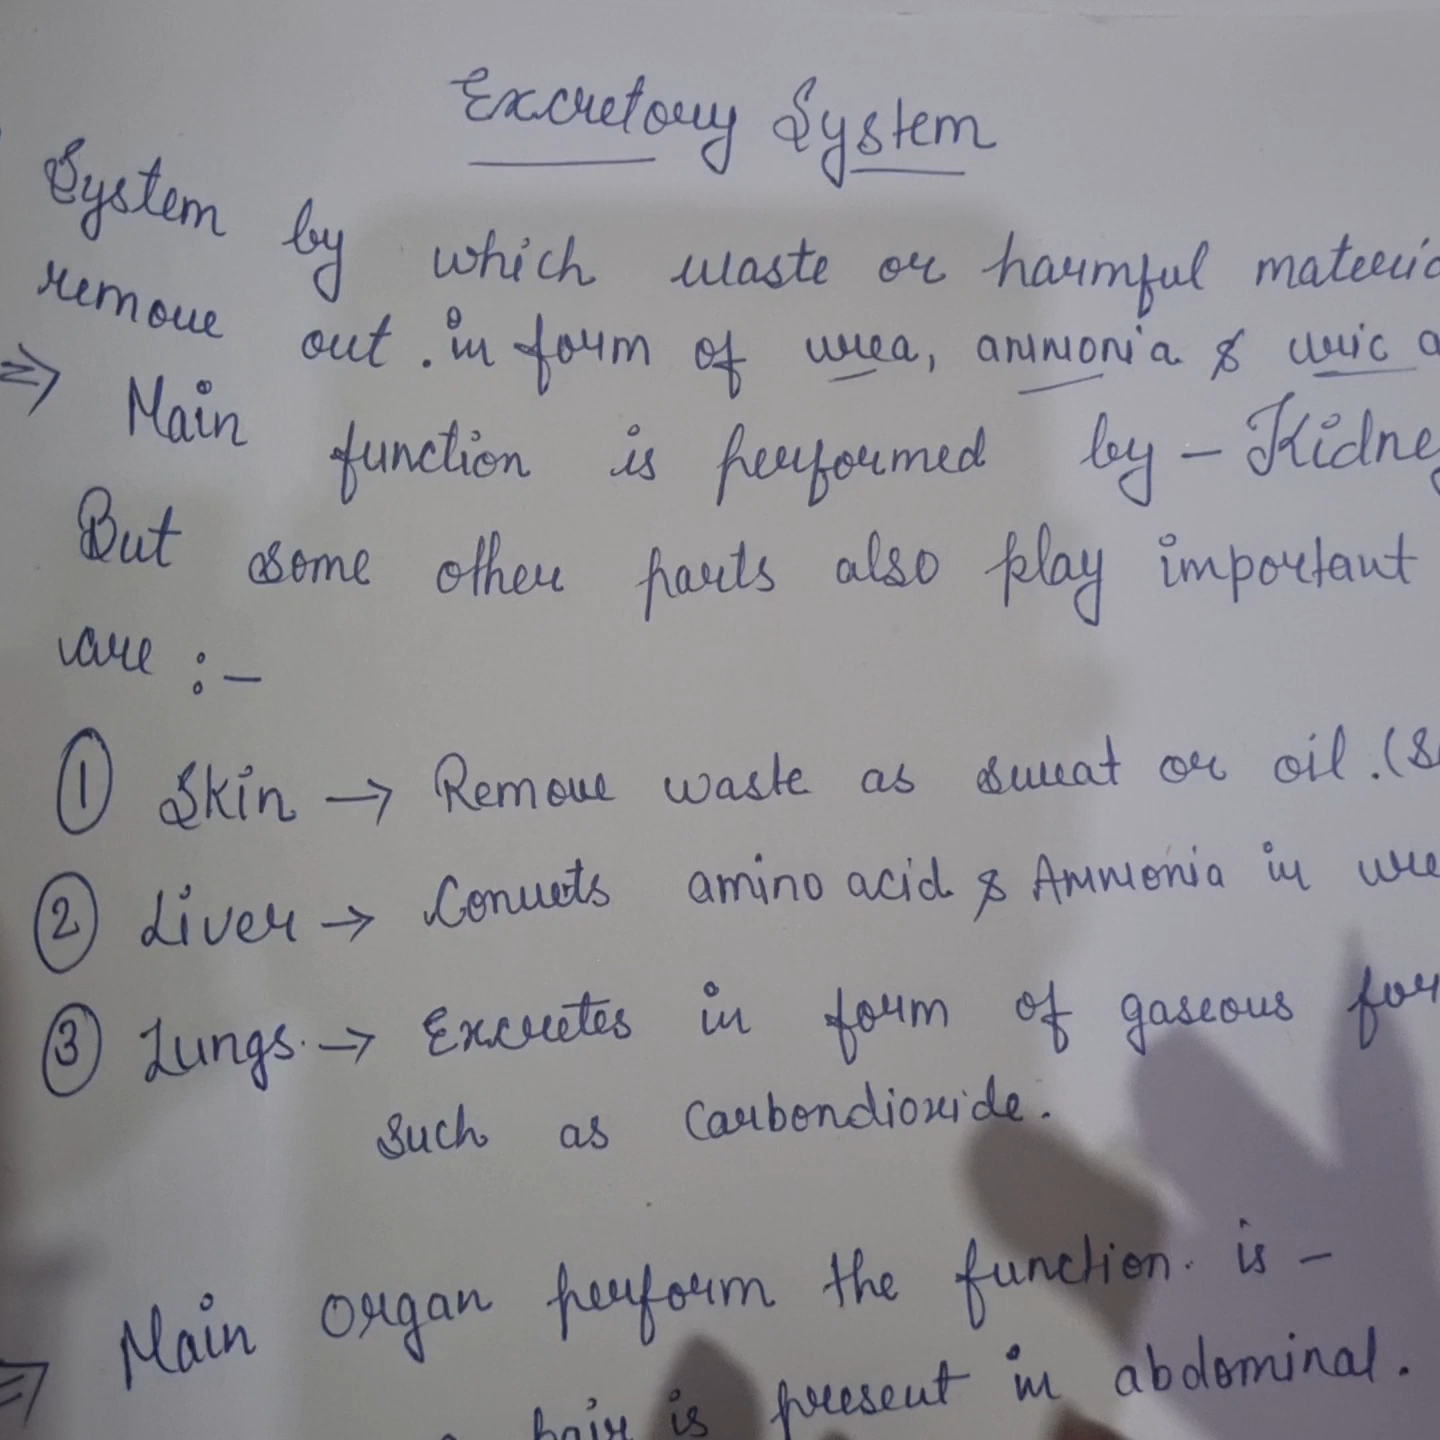 Excretory System
System by which waste or harmful materia
remove out. in form of urea, ammonia & uric a
⇒ Main function is performed by - Kidney
But some other parts also play important
are :-
① Skin → Remove waste as sweat or oil. (S
② Liver → Converts amino acid & Ammonia in ure
③ Lungs. → Excretes in form of gaseous for
such as Carbondioxide.
⇒ Main organ perform the function. is -
pair is present in abdominal.